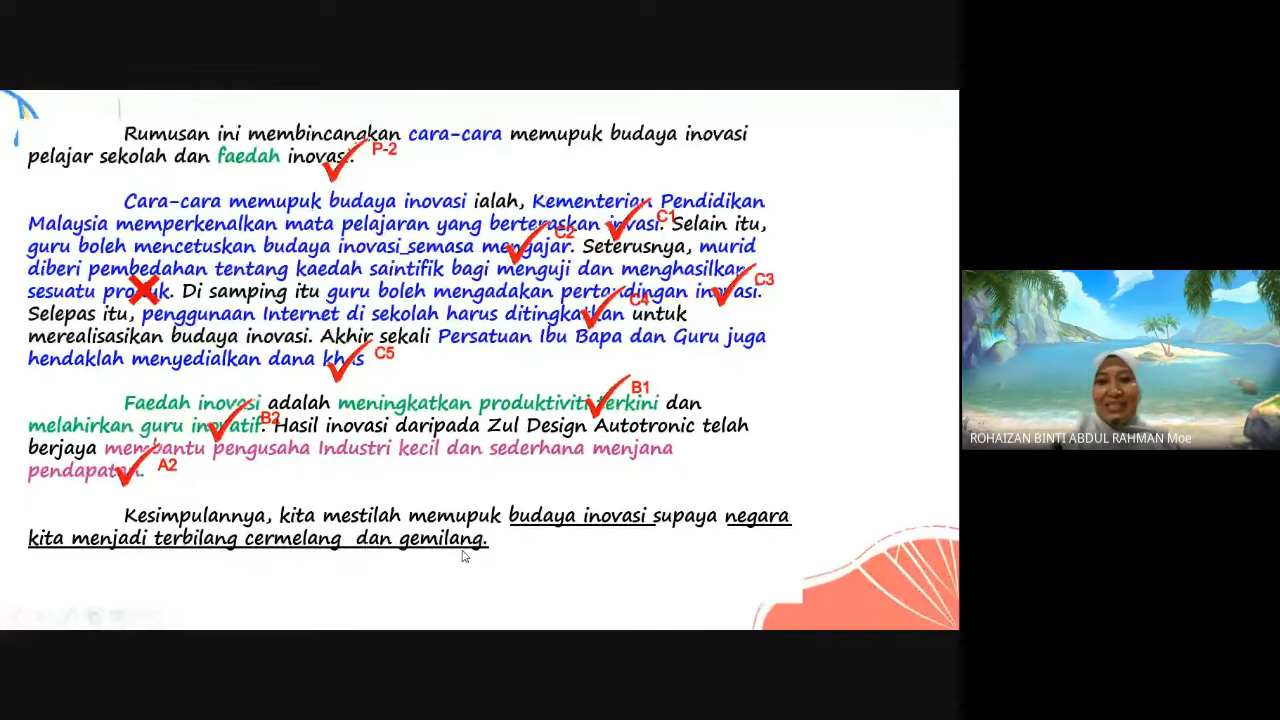 Rumusan ini membincangkan cara-cara memupuk budaya inovasi
pelajar sekolah dan faedah inovasi.
P-2
Cara-cara memupuk budaya inovasi ialah, Kementerian Pendidikan
Malaysia memperkenalkan mata pelajaran yang berteraskan invasi. Selain itu,
C1
guru boleh mencetuskan budaya inovasi semasa mengajar. Seterusnya, murid
C2
diberi pembedahan tentang kaedah saintifik bagi menguji dan menghasilkan
sesuatu produk. Di samping itu guru boleh mengadakan pertandingan inovasi.
C3
Selepas itu, penggunaan Internet di sekolah harus ditingkatkan untuk
C4
merealisasikan budaya inovasi. Akhir sekali Persatuan Ibu Bapa dan Guru juga
hendaklah menyedialkan dana khas
C5
Faedah inovasi adalah meningkatkan produktiviti terkini dan
B1
melahirkan guru inovatif. Hasil inovasi daripada Zul Design Autotronic telah
B2
berjaya membantu pengusaha Industri kecil dan sederhana menjana
pendapatan.
A2
Kesimpulannya, kita mestilah memupuk budaya inovasi supaya negara
kita menjadi terbilang cermelang dan gemilang.
ROHAIZAN BINTI ABDUL RAHMAN Moe